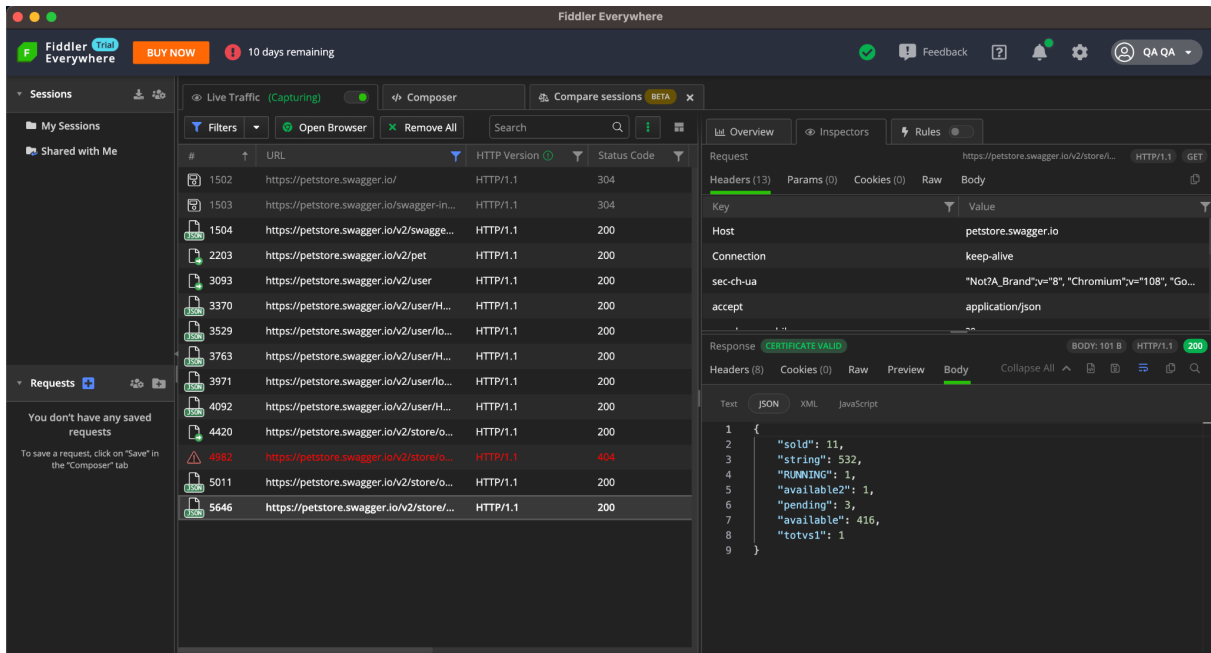 Fiddler Everywhere
Fiddler Trial
Everywhere
BUY NOW
10 days remaining
Feedback
QA QA
Sessions
My Sessions
Shared with Me
Requests
You don't have any saved
requests
To save a request, click on "Save" in
the "Composer" tab
Live Traffic (Capturing)
</> Composer
Compare sessions BETA
Filters
Open Browser
Remove All
Search
# URL HTTP Version Status Code
1502 https://petstore.swagger.io/ HTTP/1.1 304
1503 https://petstore.swagger.io/swagger-in... HTTP/1.1 304
JSON 1504 https://petstore.swagger.io/v2/swagge... HTTP/1.1 200
2203 https://petstore.swagger.io/v2/pet HTTP/1.1 200
3093 https://petstore.swagger.io/v2/user HTTP/1.1 200
JSON 3370 https://petstore.swagger.io/v2/user/H... HTTP/1.1 200
JSON 3529 https://petstore.swagger.io/v2/user/lo... HTTP/1.1 200
JSON 3763 https://petstore.swagger.io/v2/user/H... HTTP/1.1 200
JSON 3971 https://petstore.swagger.io/v2/user/lo... HTTP/1.1 200
JSON 4092 https://petstore.swagger.io/v2/user/H... HTTP/1.1 200
4420 https://petstore.swagger.io/v2/store/o... HTTP/1.1 200
4982 https://petstore.swagger.io/v2/store/o... HTTP/1.1 404
JSON 5011 https://petstore.swagger.io/v2/store/o... HTTP/1.1 200
JSON 5646 https://petstore.swagger.io/v2/store/... HTTP/1.1 200
Overview
Inspectors
Rules
Request https://petstore.swagger.io/v2/store/i... HTTP/1.1 GET
Headers (13) Params (0) Cookies (0) Raw Body
Key Value
Host petstore.swagger.io
Connection keep-alive
sec-ch-ua "Not?A_Brand";v="8", "Chromium";v="108", "Go...
accept application/json
Response CERTIFICATE VALID BODY: 101 B HTTP/1.1 200
Headers (8) Cookies (0) Raw Preview Body Collapse All
Text JSON XML JavaScript
1 {
2 "sold": 11,
3 "string": 532,
4 "RUNNING": 1,
5 "available2": 1,
6 "pending": 3,
7 "available": 416,
8 "totvs1": 1
9 }